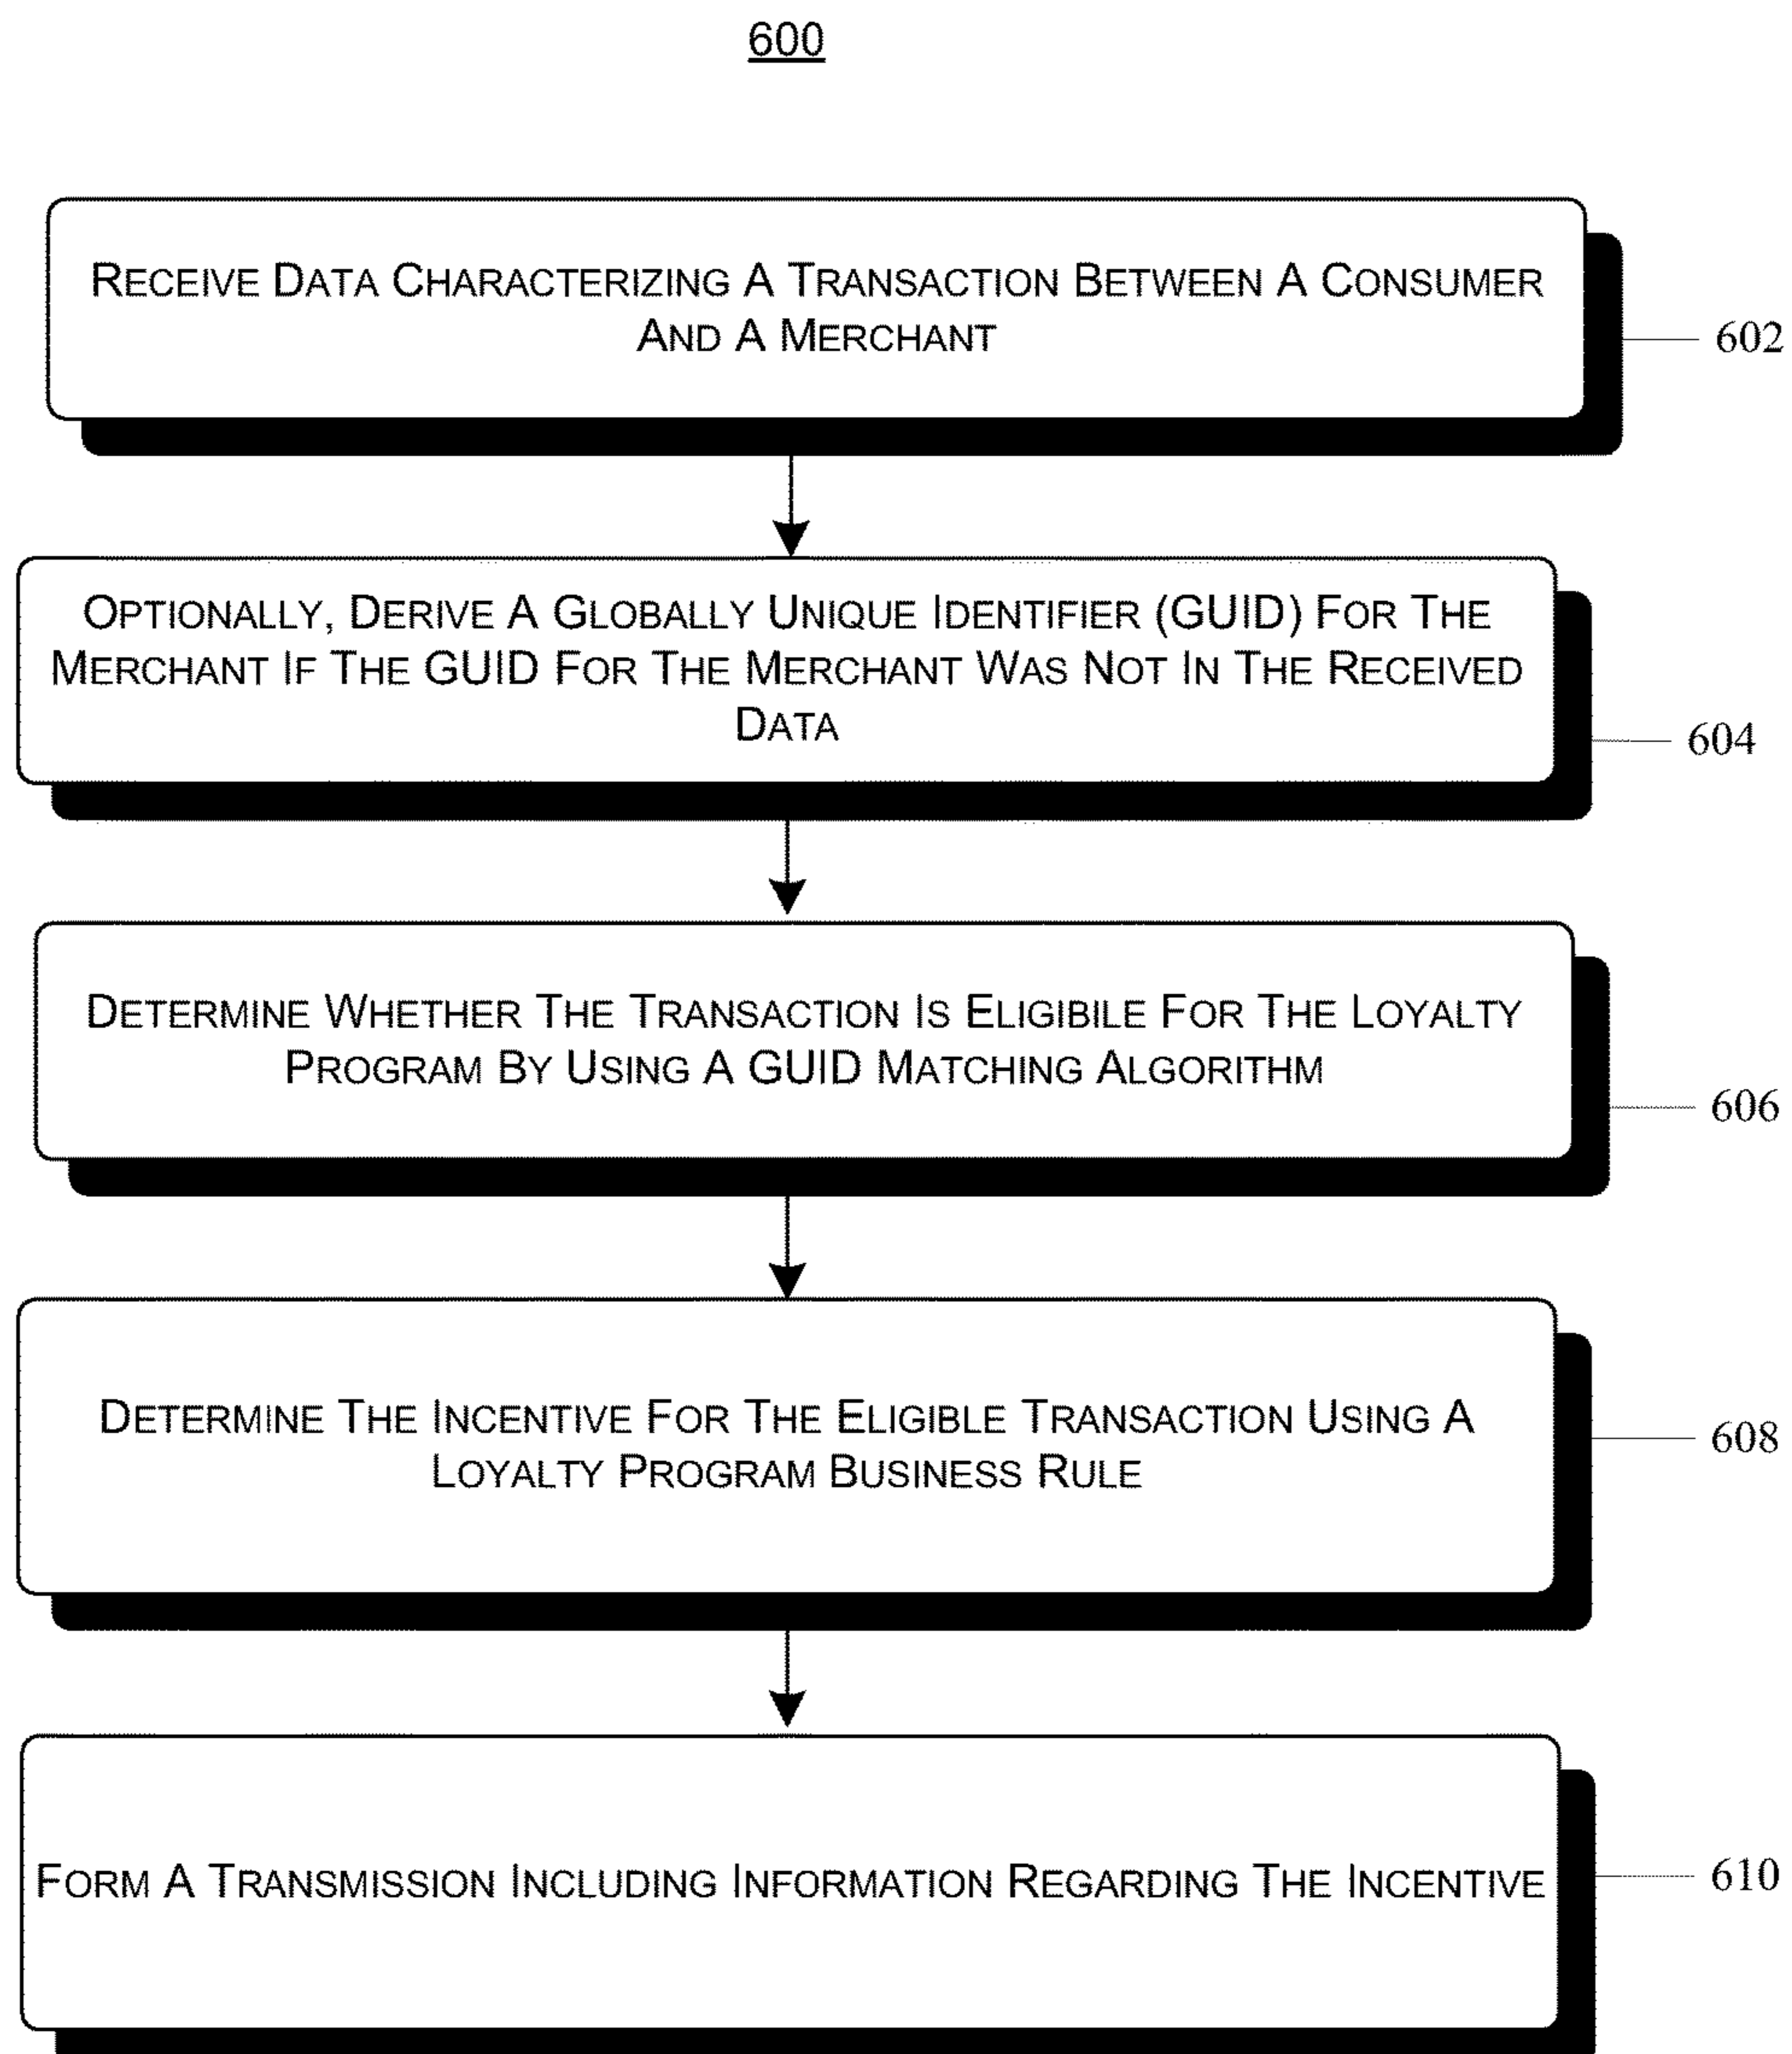 600
RECEIVE DATA CHARACTERIZING A TRANSACTION BETWEEN A CONSUMER
AND A MERCHANT
602
OPTIONALLY, DERIVE A GLOBALLY UNIQUE IDENTIFIER (GUID) FOR THE
MERCHANT IF THE GUID FOR THE MERCHANT WAS NOT IN THE RECEIVED
DATA
604
DETERMINE WHETHER THE TRANSACTION IS ELIGIBILE FOR THE LOYALTY
PROGRAM BY USING A GUID MATCHING ALGORITHM
606
DETERMINE THE INCENTIVE FOR THE ELIGIBLE TRANSACTION USING A
LOYALTY PROGRAM BUSINESS RULE
608
FORM A TRANSMISSION INCLUDING INFORMATION REGARDING THE INCENTIVE
610